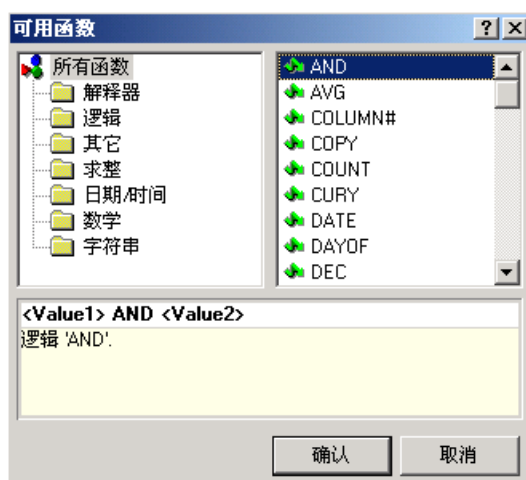 可用函数
所有函数
解释器
逻辑
其它
求整
日期/时间
数学
字符串
AND
AVG
COLUMN#
COPY
COUNT
CURY
DATE
DAYOF
DEC
<Value1> AND <Value2>
逻辑 'AND'.
确认
取消